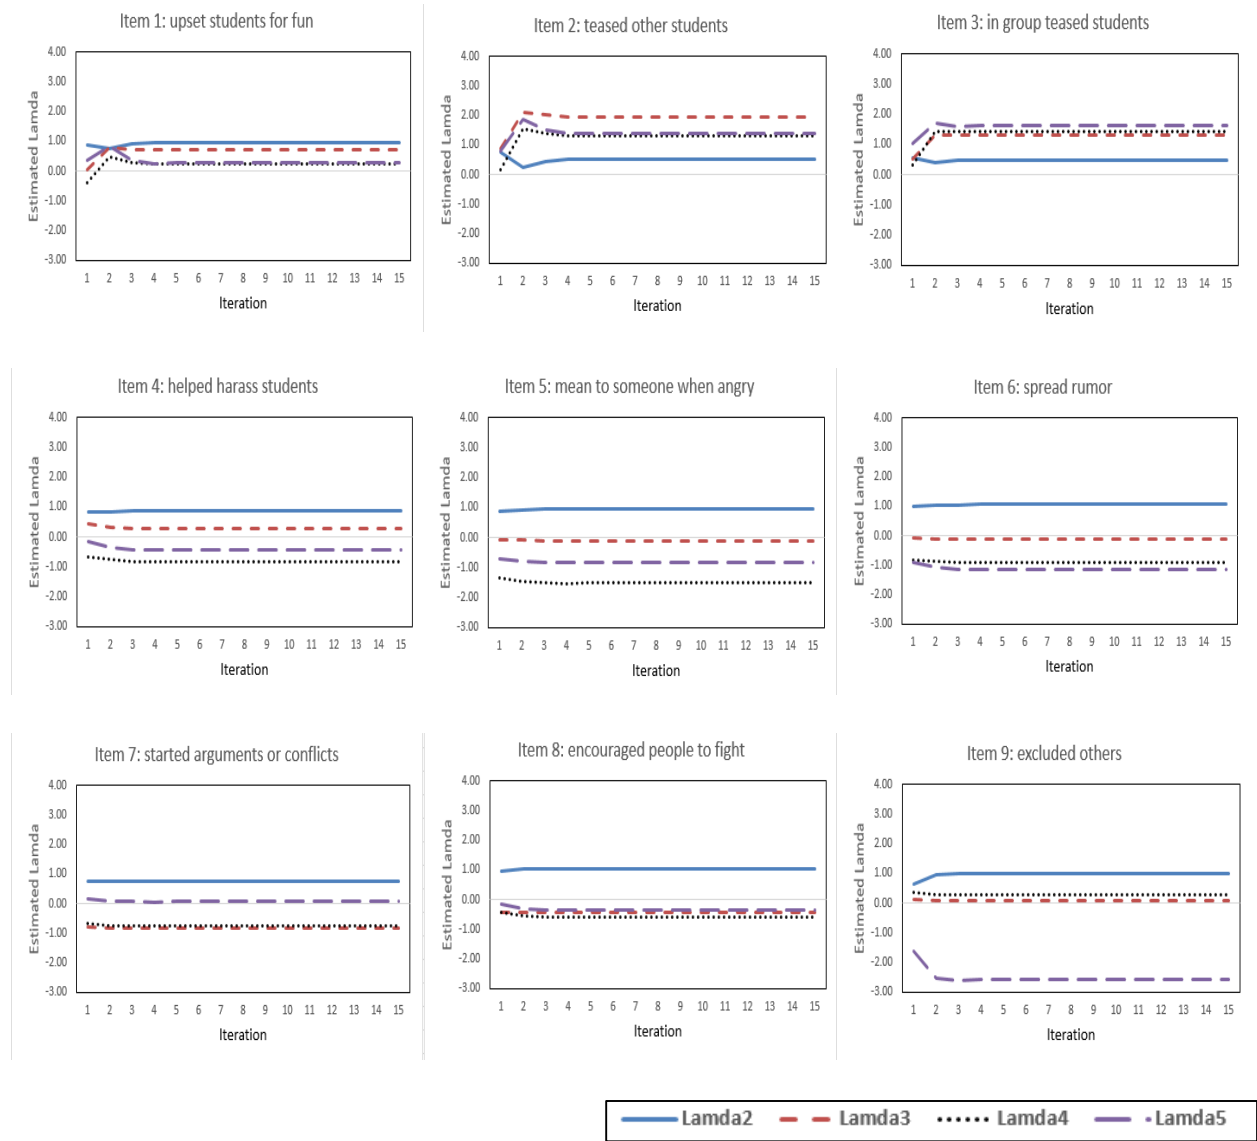 Item 1: upset students for fun
4.00
3.00
2.00
1.00
0.00
-1.00
-2.00
-3.00
Estimated Lamda
1 2 3 4 5 6 7 8 9 10 11 12 13 14 15
Iteration
Item 2: teased other students
4.00
3.00
2.00
1.00
0.00
-1.00
-2.00
-3.00
Estimated Lamda
1 2 3 4 5 6 7 8 9 10 11 12 13 14 15
Iteration
Item 3: in group teased students
4.00
3.00
2.00
1.00
0.00
-1.00
-2.00
-3.00
Estimated Lamda
1 2 3 4 5 6 7 8 9 10 11 12 13 14 15
Iteration
Item 4: helped harass students
4.00
3.00
2.00
1.00
0.00
-1.00
-2.00
-3.00
Estimated Lamda
1 2 3 4 5 6 7 8 9 10 11 12 13 14 15
Iteration
Item 5: mean to someone when angry
4.00
3.00
2.00
1.00
0.00
-1.00
-2.00
-3.00
Estimated Lamda
1 2 3 4 5 6 7 8 9 10 11 12 13 14 15
Iteration
Item 6: spread rumor
4.00
3.00
2.00
1.00
0.00
-1.00
-2.00
-3.00
Estimated Lamda
1 2 3 4 5 6 7 8 9 10 11 12 13 14 15
Iteration
Item 7: started arguments or conflicts
4.00
3.00
2.00
1.00
0.00
-1.00
-2.00
-3.00
Estimated Lamda
1 2 3 4 5 6 7 8 9 10 11 12 13 14 15
Iteration
Item 8: encouraged people to fight
4.00
3.00
2.00
1.00
0.00
-1.00
-2.00
-3.00
Estimated Lamda
1 2 3 4 5 6 7 8 9 10 11 12 13 14 15
Iteration
Item 9: excluded others
4.00
3.00
2.00
1.00
0.00
-1.00
-2.00
-3.00
Estimated Lamda
1 2 3 4 5 6 7 8 9 10 11 12 13 14 15
Iteration
Lamda2 Lamda3 Lamda4 Lamda5